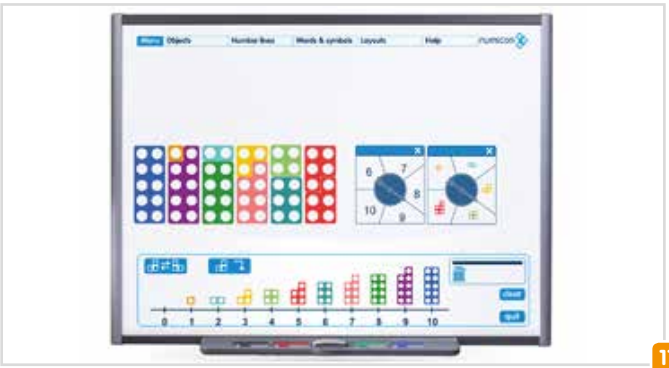 Menu Objects Number lines Words & symbols Layouts Help numicon
X X
6 7 8 9 10
clear
0 1 2 3 4 5 6 7 8 9 10
quit
11